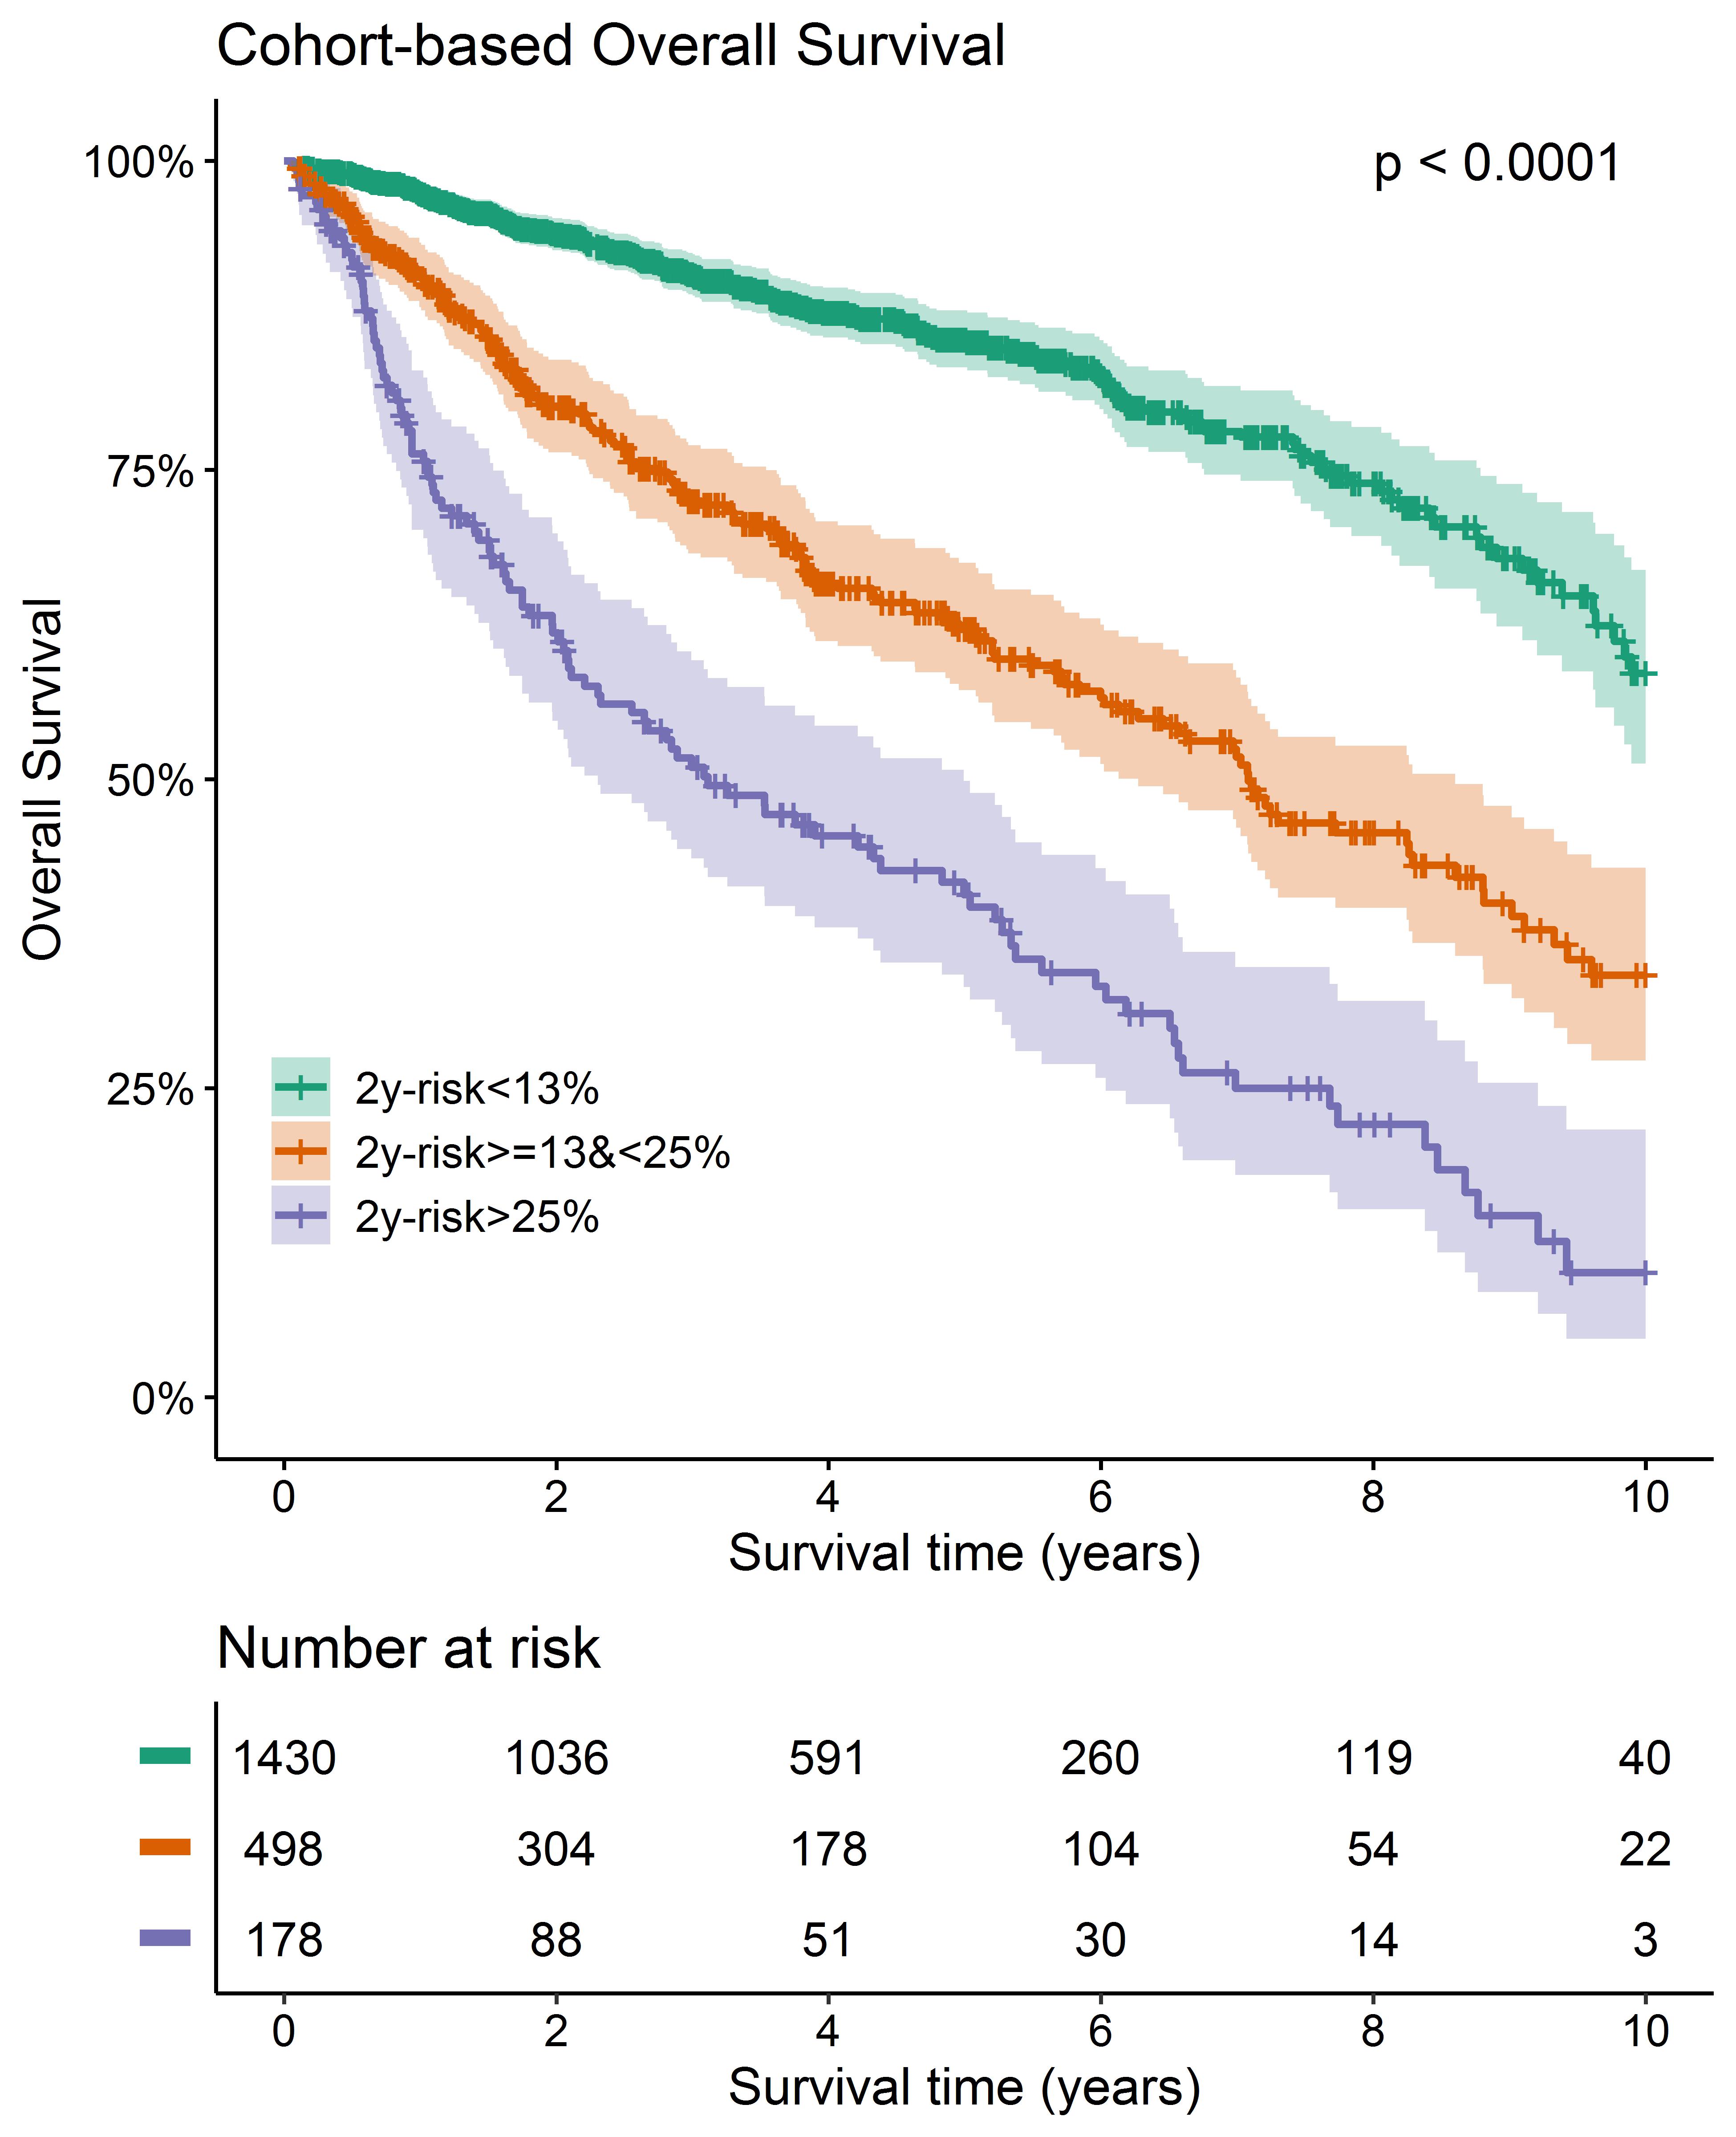 Cohort-based Overall Survival
100%
p < 0.0001
75%
Overall Survival
50%
25%
2y-risk<13%
2y-risk>=13&<25%
2y-risk>25%
0%
0 2 4 6 8 10
Survival time (years)
Number at risk
1430 1036 591 260 119 40
498 304 178 104 54 22
178 88 51 30 14 3
0 2 4 6 8 10
Survival time (years)